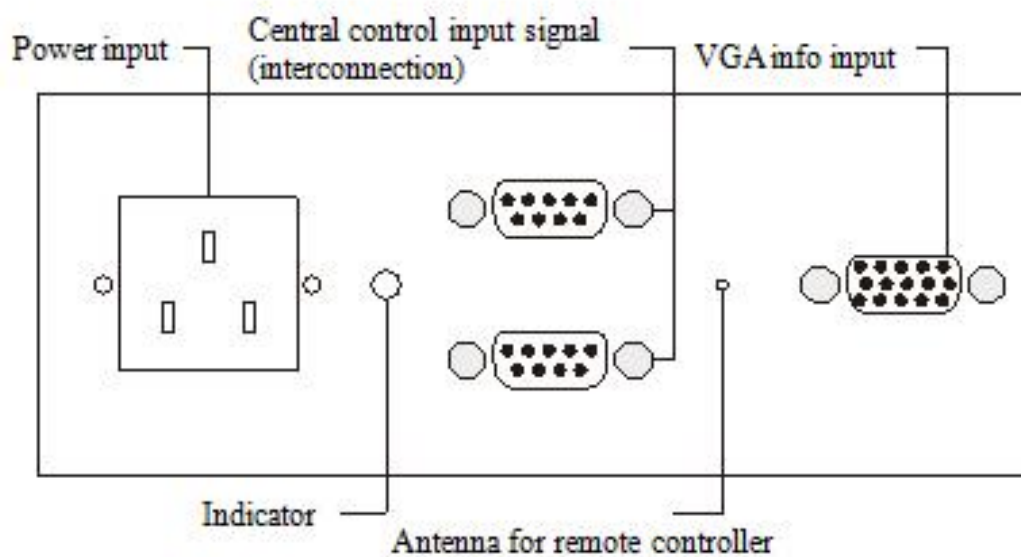 Power input
Central control input signal
(interconnection)
VGA info input
Indicator
Antenna for remote controller